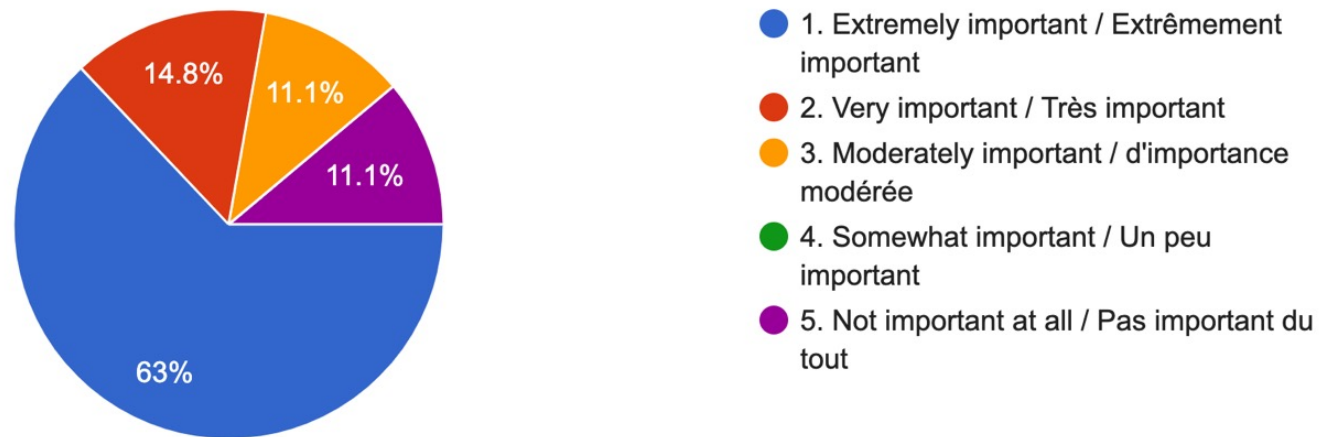 14.8%
11.1%
11.1%
63%
1. Extremely important / Extrêmement
important
2. Very important / Très important
3. Moderately important / d'importance
modérée
4. Somewhat important / Un peu
important
5. Not important at all / Pas important du
tout